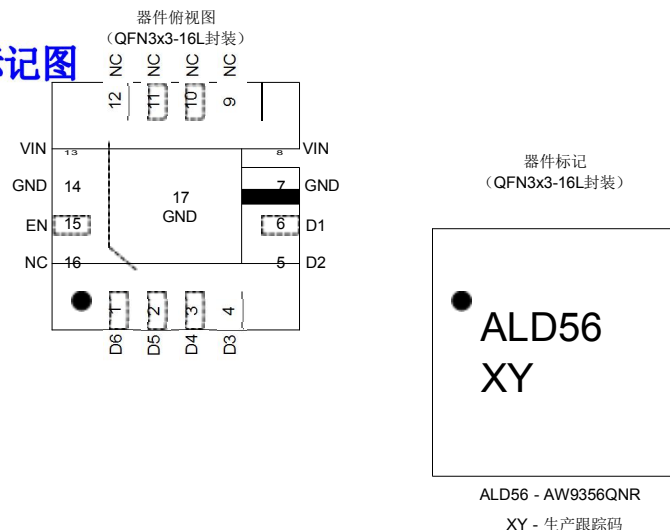 器件俯视图
（QFN3x3-16L封装）
记图
NC NC NC NC
12 11 10 9
VIN 13 8 VIN
GND 14 7 GND
17
GND
EN 15 6 D1
NC 16 5 D2
1 2 3 4
D6 D5 D4 D3
器件标记
（QFN3x3-16L封装）
ALD56
XY
ALD56 - AW9356QNR
XY - 生产跟踪码